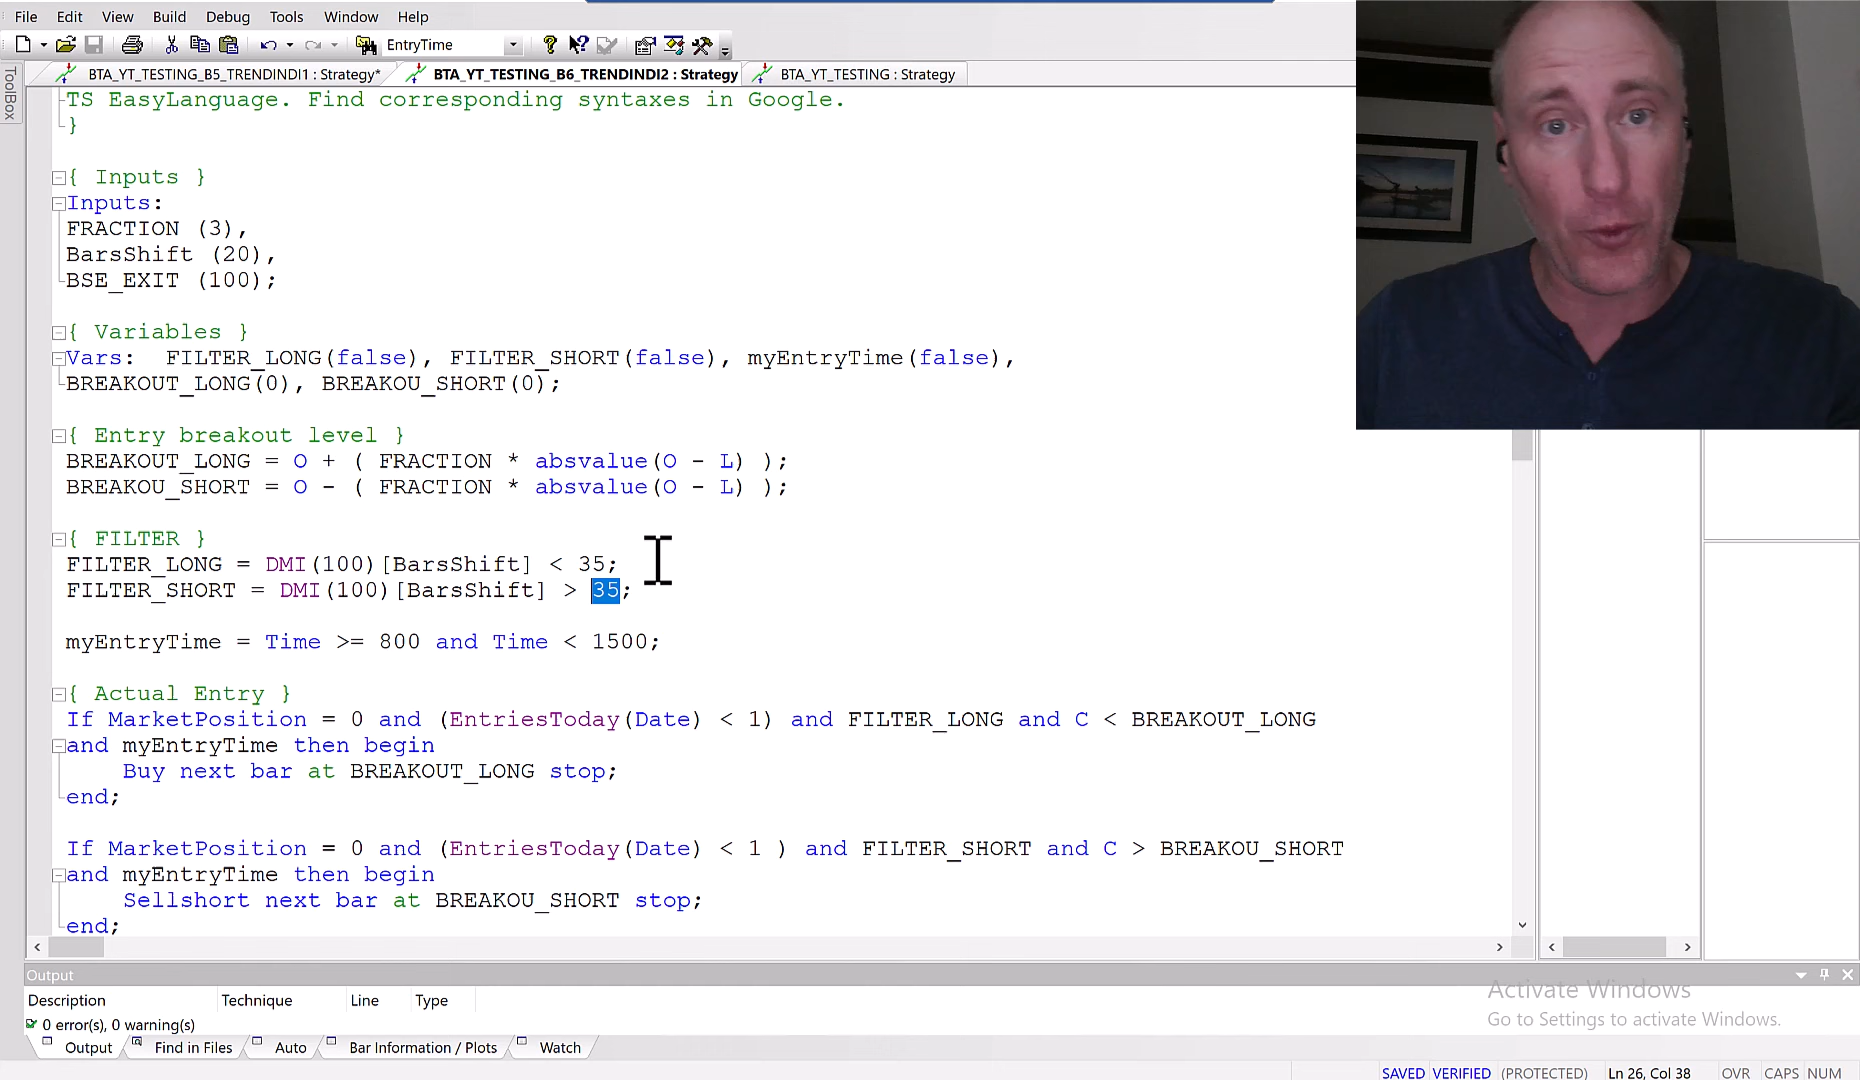 File Edit View Build Debug Tools Window Help
EntryTime
BTA_YT_TESTING_B5_TRENDINDI1 : Strategy* BTA_YT_TESTING_B6_TRENDINDI2 : Strategy BTA_YT_TESTING : Strategy
ToolBox
TS EasyLanguage. Find corresponding syntaxes in Google.
}
{ Inputs }
Inputs:
FRACTION (3),
BarsShift (20),
BSE_EXIT (100);
{ Variables }
Vars: FILTER_LONG(false), FILTER_SHORT(false), myEntryTime(false),
BREAKOUT_LONG(0), BREAKOU_SHORT(0);
{ Entry breakout level }
BREAKOUT_LONG = O + ( FRACTION * absvalue(O - L) );
BREAKOU_SHORT = O - ( FRACTION * absvalue(O - L) );
{ FILTER }
FILTER_LONG = DMI(100)[BarsShift] < 35;
FILTER_SHORT = DMI(100)[BarsShift] > 35;
myEntryTime = Time >= 800 and Time < 1500;
{ Actual Entry }
If MarketPosition = 0 and (EntriesToday(Date) < 1) and FILTER_LONG and C < BREAKOUT_LONG
and myEntryTime then begin
Buy next bar at BREAKOUT_LONG stop;
end;
If MarketPosition = 0 and (EntriesToday(Date) < 1 ) and FILTER_SHORT and C > BREAKOU_SHORT
and myEntryTime then begin
Sellshort next bar at BREAKOU_SHORT stop;
end;
Output
Description Technique Line Type
0 error(s), 0 warning(s)
Activate Windows
Go to Settings to activate Windows.
Output Find in Files Auto Bar Information / Plots Watch
SAVED VERIFIED (PROTECTED) Ln 26, Col 38 OVR CAPS NUM